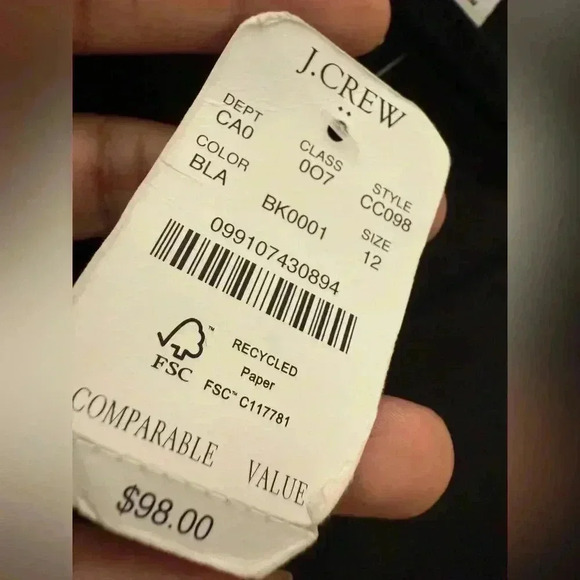 J.CREW
DEPT CLASS STYLE
CA0 007 CC098
COLOR BK0001 SIZE
BLA 12
099107430894
FSC
RECYCLED
Paper
FSC™ C117781
COMPARABLE VALUE
$98.00